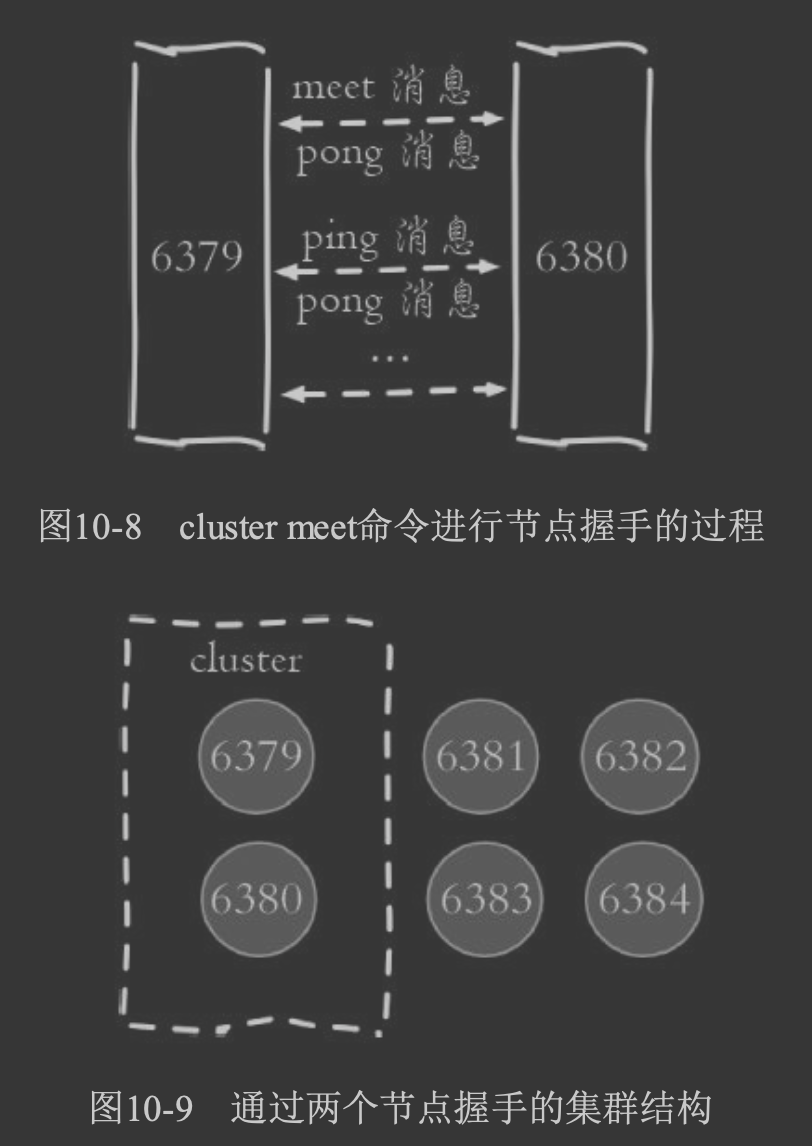 meet 消息
pong 消息
6379
ping 消息
6380
pong 消息
...
图10-8 cluster meet命令进行节点握手的过程
cluster
6379 6381 6382
6380 6383 6384
图10-9 通过两个节点握手的集群结构